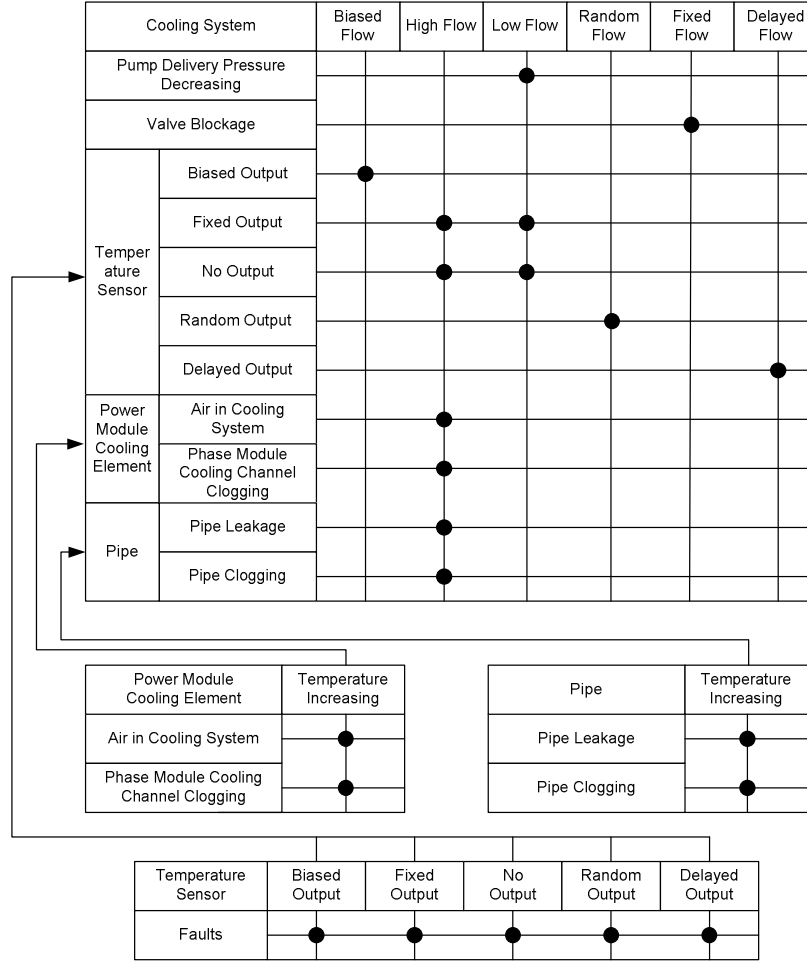 Cooling System
Biased
Flow
High Flow
Low Flow
Random
Flow
Fixed
Flow
Delayed
Flow
Pump Delivery Pressure
Decreasing
Valve Blockage
Temper
ature
Sensor
Biased Output
Fixed Output
No Output
Random Output
Delayed Output
Power
Module
Cooling
Element
Air in Cooling
System
Phase Module
Cooling Channel
Clogging
Pipe
Pipe Leakage
Pipe Clogging
Power Module
Cooling Element
Temperature
Increasing
Air in Cooling System
Phase Module Cooling
Channel Clogging
Pipe
Temperature
Increasing
Pipe Leakage
Pipe Clogging
Temperature
Sensor
Biased
Output
Fixed
Output
No
Output
Random
Output
Delayed
Output
Faults